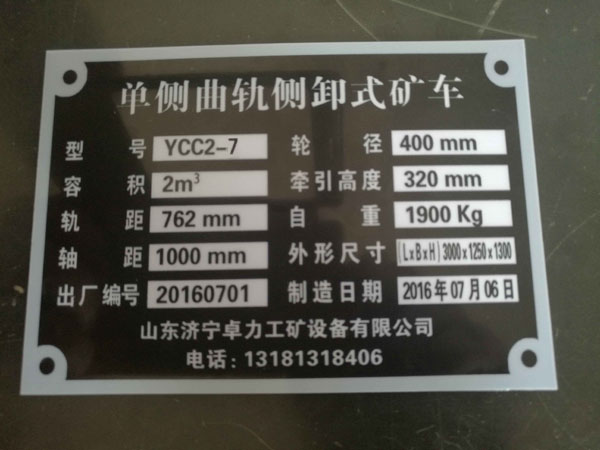 单侧曲轨侧卸式矿车
型号 YCC2-7 轮径 400 mm
容积 2m³ 牵引高度 320 mm
轨距 762 mm 自重 1900 Kg
轴距 1000 mm 外形尺寸 (LxBxH) 3000x1250x1300
出厂编号 20160701 制造日期 2016年07月06日
山东济宁卓力工矿设备有限公司
电话：13181318406